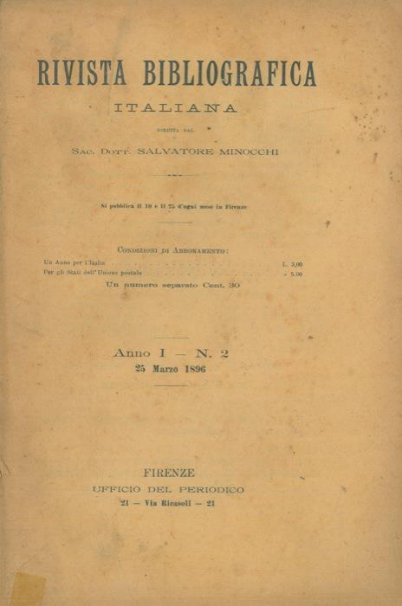 RIVISTA BIBLIOGRAFICA
ITALIANA
DIRETTA DAL
SAC. DOTT. SALVATORE MINOCCHI
Si pubblica il 10 e il 25 d'ogni mese in Firenze
CONDIZIONI DI ABBONAMENTO:
Un Anno per l'Italia . . . . . . . . . . L. 5,00
Per gli Stati dell'Unione postale . . . . . . . . . . » 6.00
Un numero separato Cent. 30
Anno I — N. 2
25 Marzo 1896
FIRENZE
UFFICIO DEL PERIODICO
21 — Via Ricasoli — 21